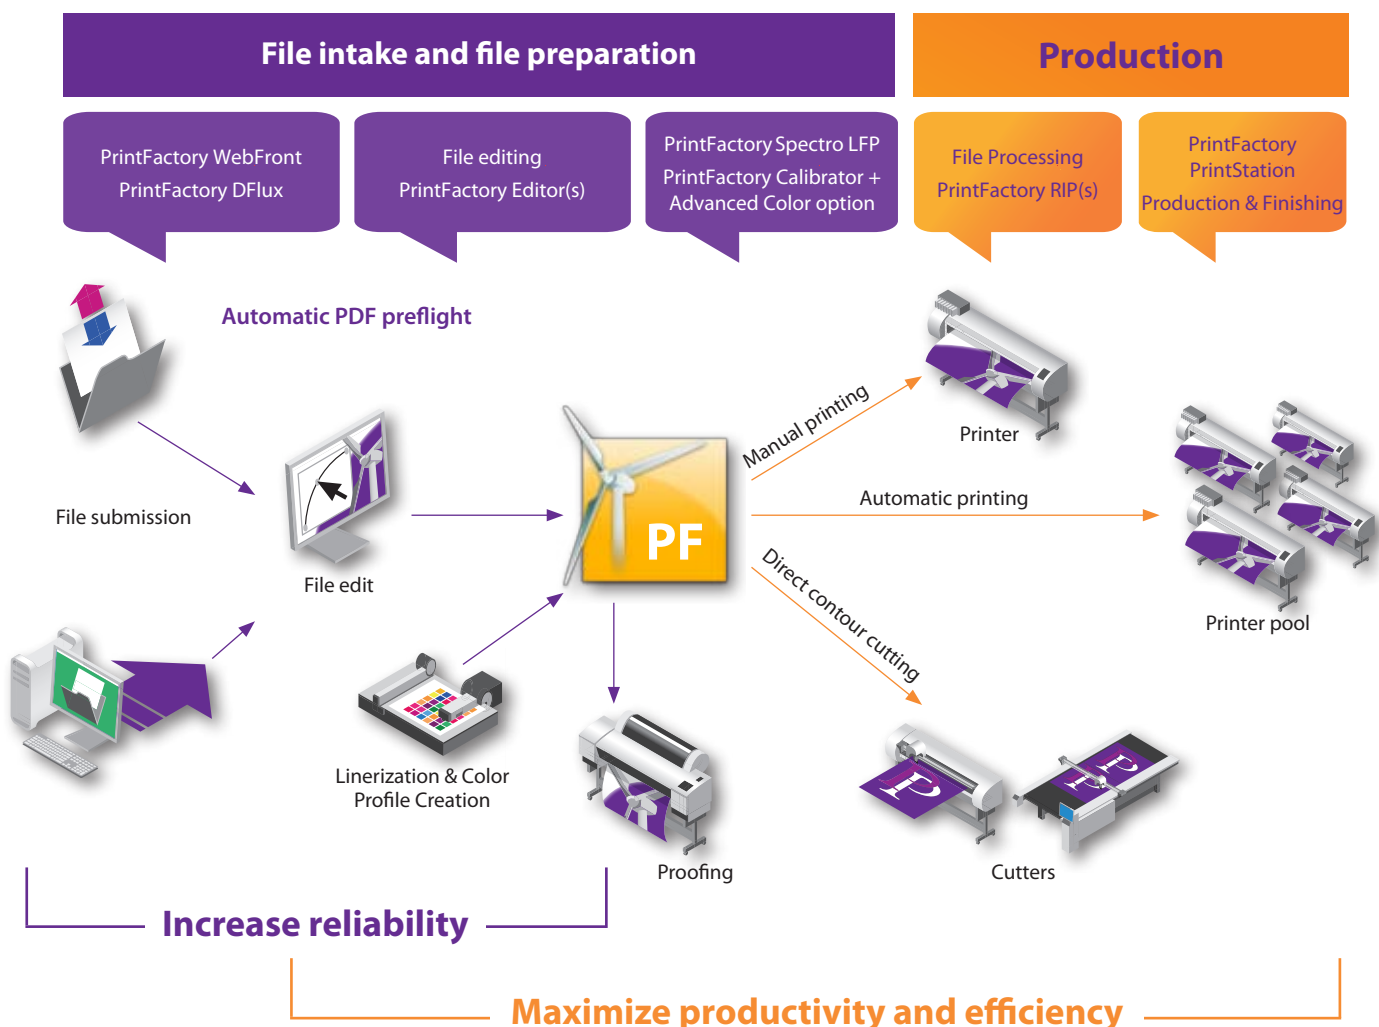 File intake and file preparation
Production
PrintFactory WebFront
PrintFactory DFlux
File editing
PrintFactory Editor(s)
PrintFactory Spectro LFP
PrintFactory Calibrator +
Advanced Color option
File Processing
PrintFactory RIP(s)
PrintFactory
PrintStation
Production & Finishing
Automatic PDF preflight
Manual printing
Printer
Automatic printing
File submission
PF
File edit
Direct contour cutting
Printer pool
Linerization & Color
Profile Creation
P
P
P
Proofing
Cutters
Increase reliability
Maximize productivity and efficiency